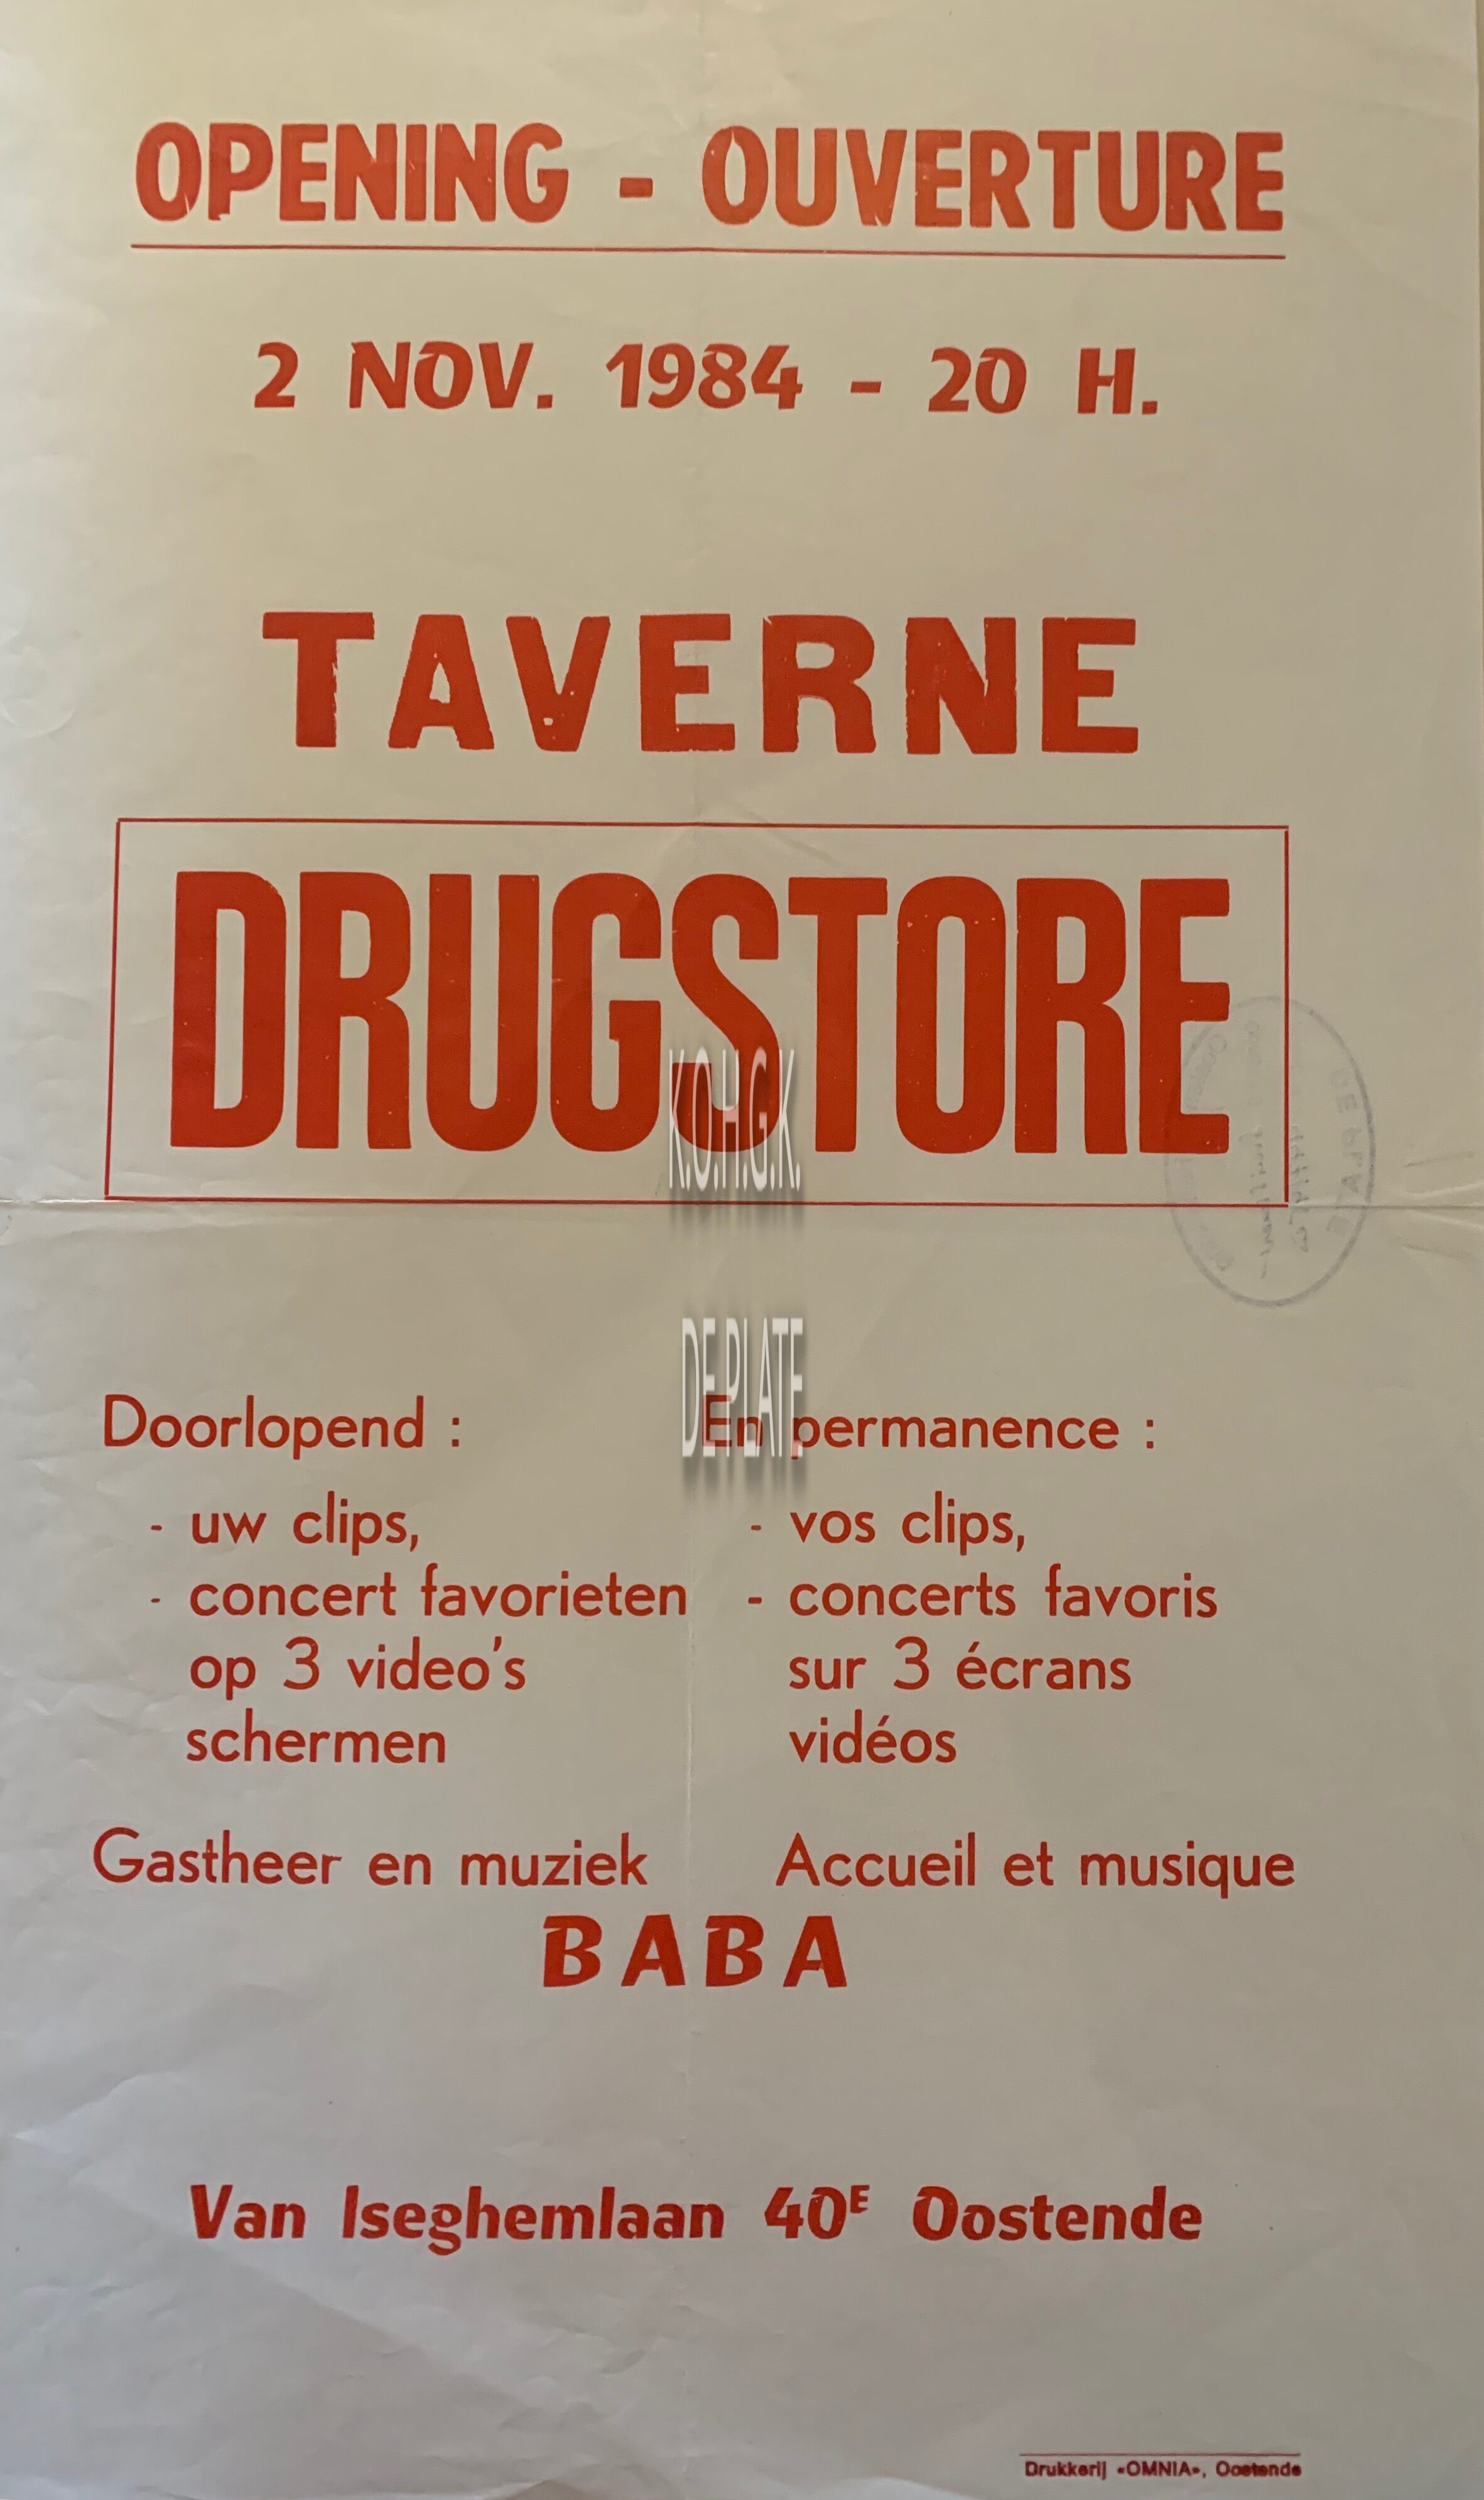 OPENING - OUVERTURE
2 NOV. 1984 - 20 H.
TAVERNE
DRUGSTORE
K.O.H.G.K.
DE PLATE
DE PLATE
Doorlopend :
- uw clips,
- concert favorieten
op 3 video's
schermen
En permanence :
- vos clips,
- concerts favoris
sur 3 écrans
vidéos
Gastheer en muziek
Accueil et musique
BABA
Van Iseghemlaan 40E Oostende
Drukkerij «OMNIA», Oostende